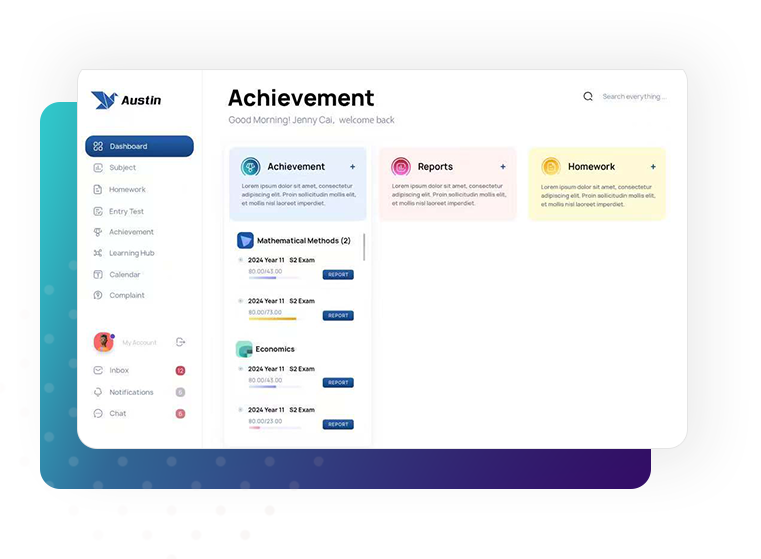 Austin
Achievement
Search everything...
Good Morning! Jenny Cai, welcome back
Dashboard
Subject
Homework
Entry Test
Achievement
Learning Hub
Calendar
Complaint
My Account
Inbox 12
Notifications
Chat 6
Achievement +
Lorem ipsum dolor sit amet, consectetur
adipiscing elit. Proin sollicitudin mollis elit,
et mollis nisl laoreet imperdiet.
Reports +
Lorem ipsum dolor sit amet, consectetur
adipiscing elit. Proin sollicitudin mollis elit,
et mollis nisl laoreet imperdiet.
Homework +
Lorem ipsum dolor sit amet, consectetur
adipiscing elit. Proin sollicitudin mollis elit,
et mollis nisl laoreet imperdiet.
Mathematical Methods (2)
2024 Year 11 S2 Exam
80.00/43.00
REPORT
2024 Year 11 S2 Exam
80.00/73.00
REPORT
Economics
2024 Year 11 S2 Exam
80.00/43.00
REPORT
2024 Year 11 S2 Exam
80.00/23.00
REPORT